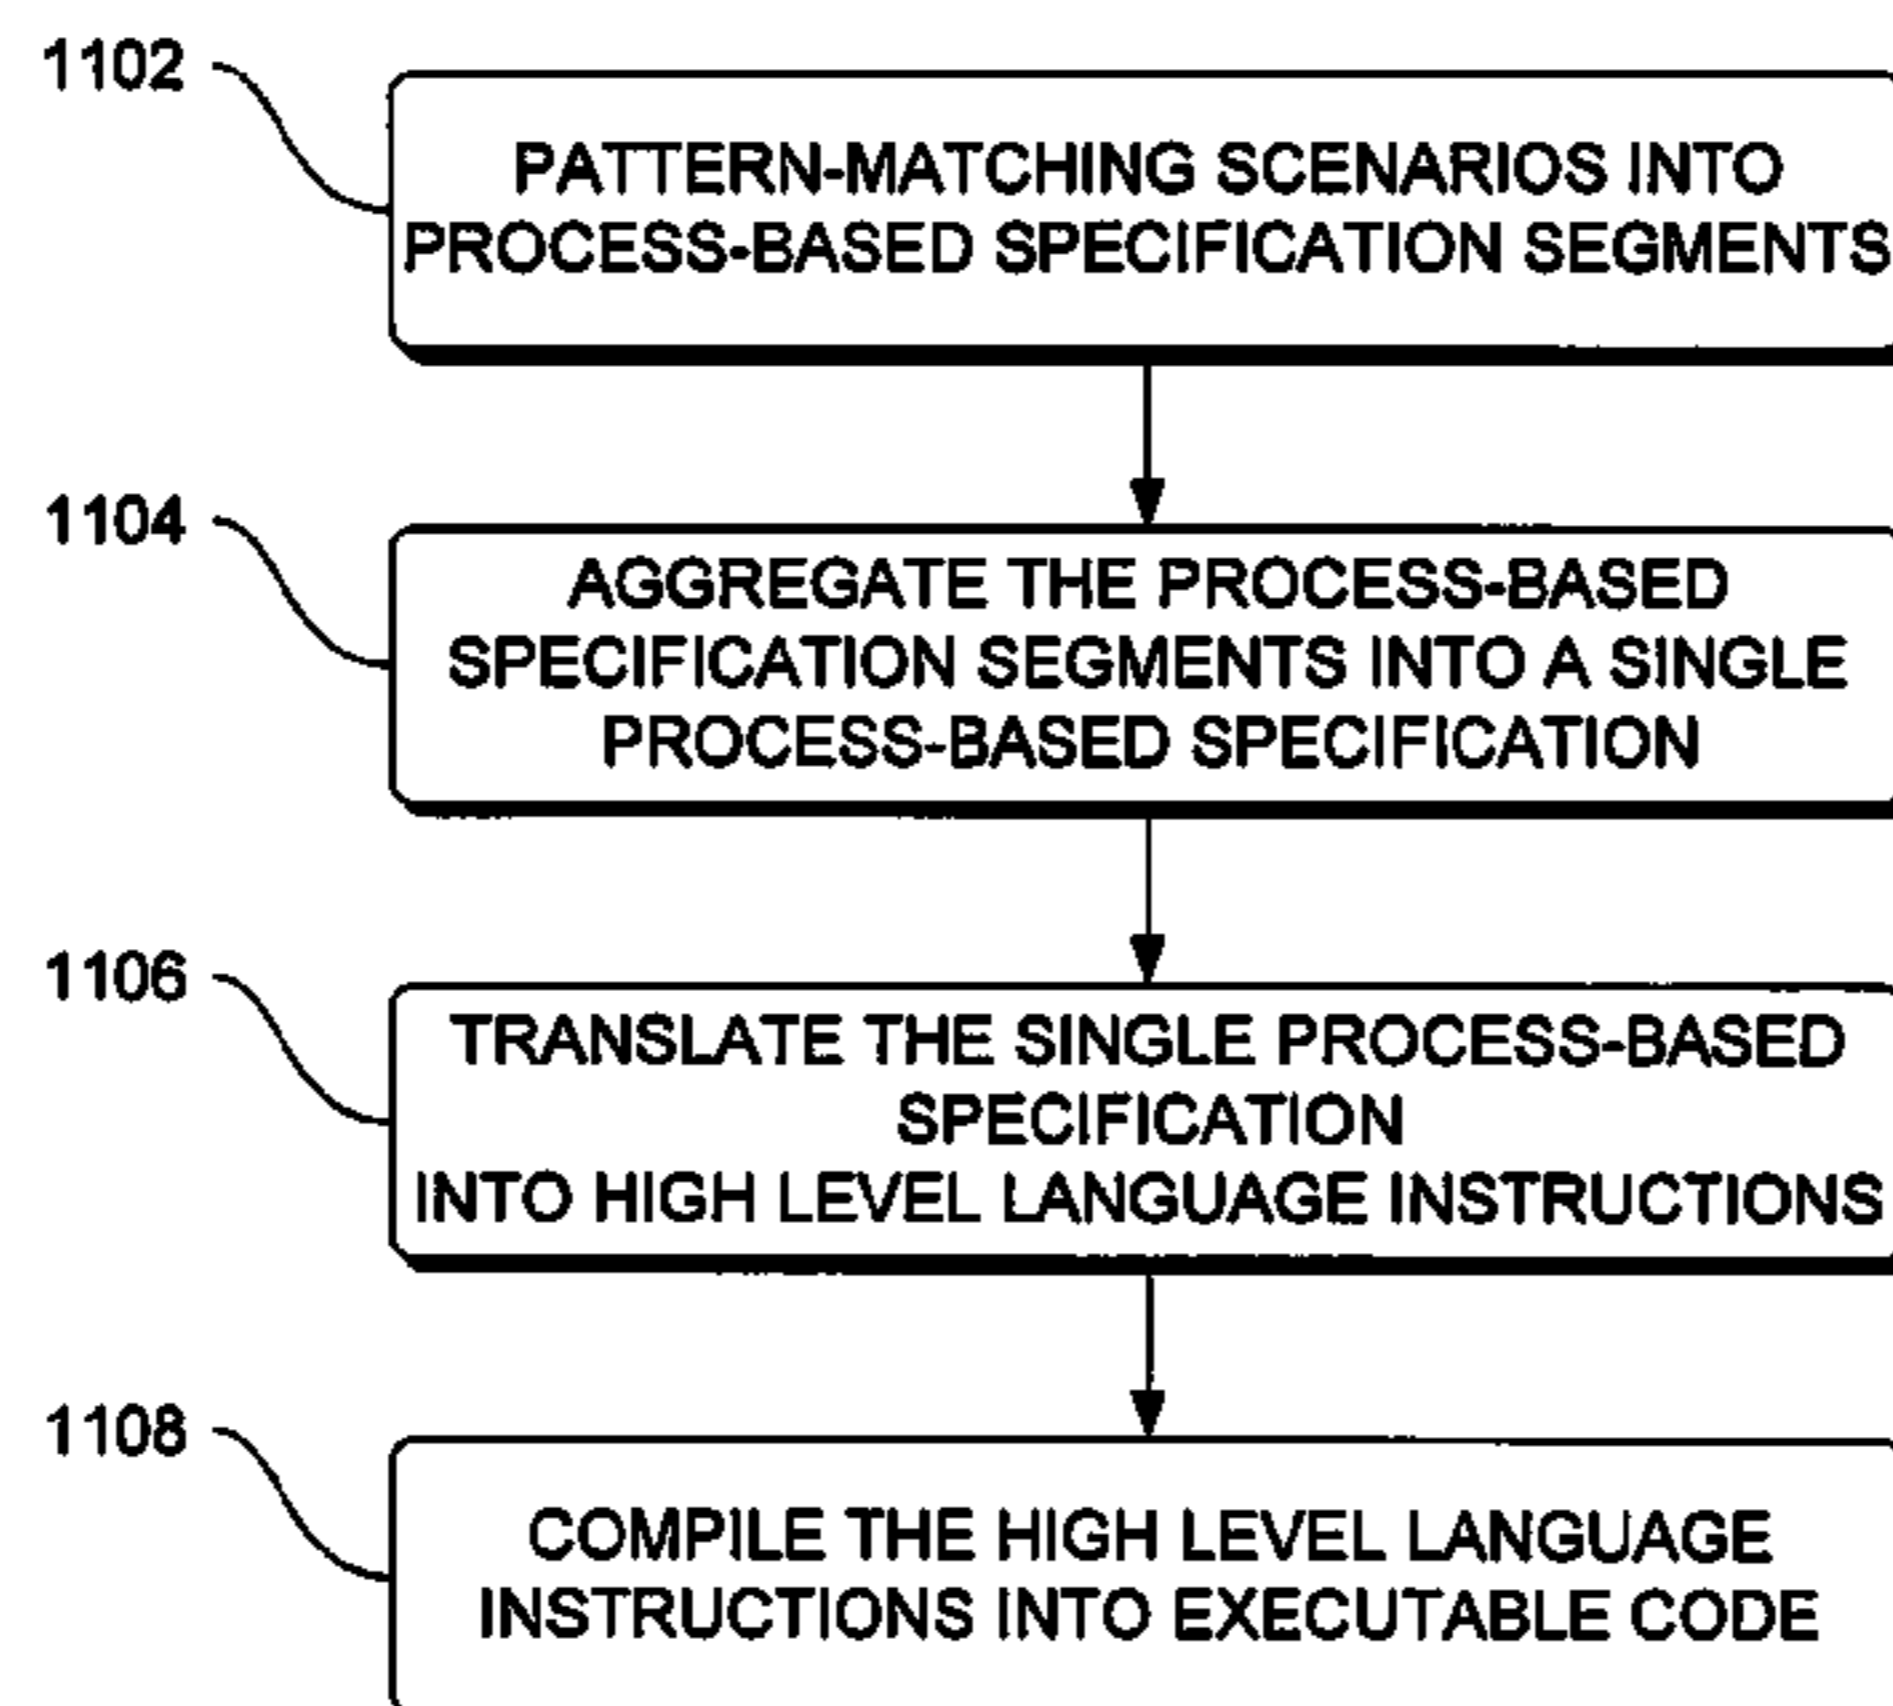 1102
PATTERN-MATCHING SCENARIOS INTO
PROCESS-BASED SPECIFICATION SEGMENTS
1104
AGGREGATE THE PROCESS-BASED
SPECIFICATION SEGMENTS INTO A SINGLE
PROCESS-BASED SPECIFICATION
1106
TRANSLATE THE SINGLE PROCESS-BASED
SPECIFICATION
INTO HIGH LEVEL LANGUAGE INSTRUCTIONS
1108
COMPILE THE HIGH LEVEL LANGUAGE
INSTRUCTIONS INTO EXECUTABLE CODE